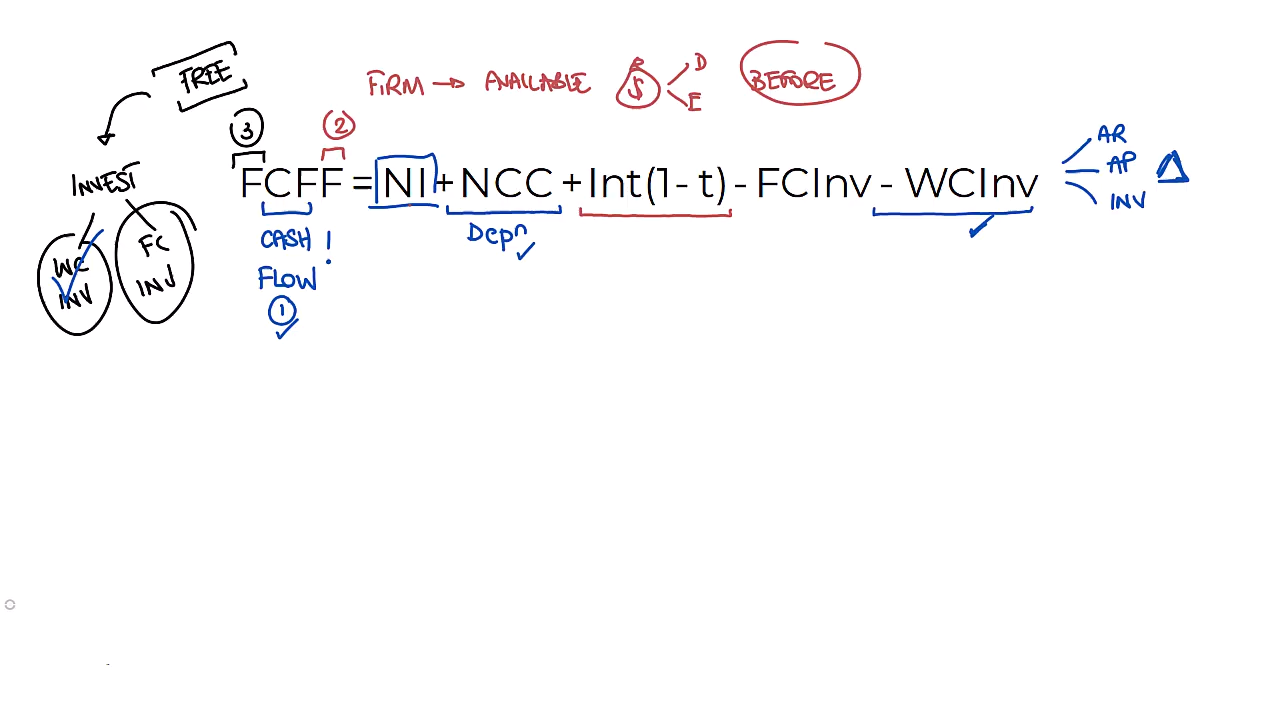 FREE
FIRM → AVAILABLE $ D E BEFORE
③ ②
INVEST
FCFF = NI + NCC + Int(1 - t) - FCInv - WCInv
AR
AP Δ
INV
WC INV
FC INV
CASH !
FLOW
①
Depn